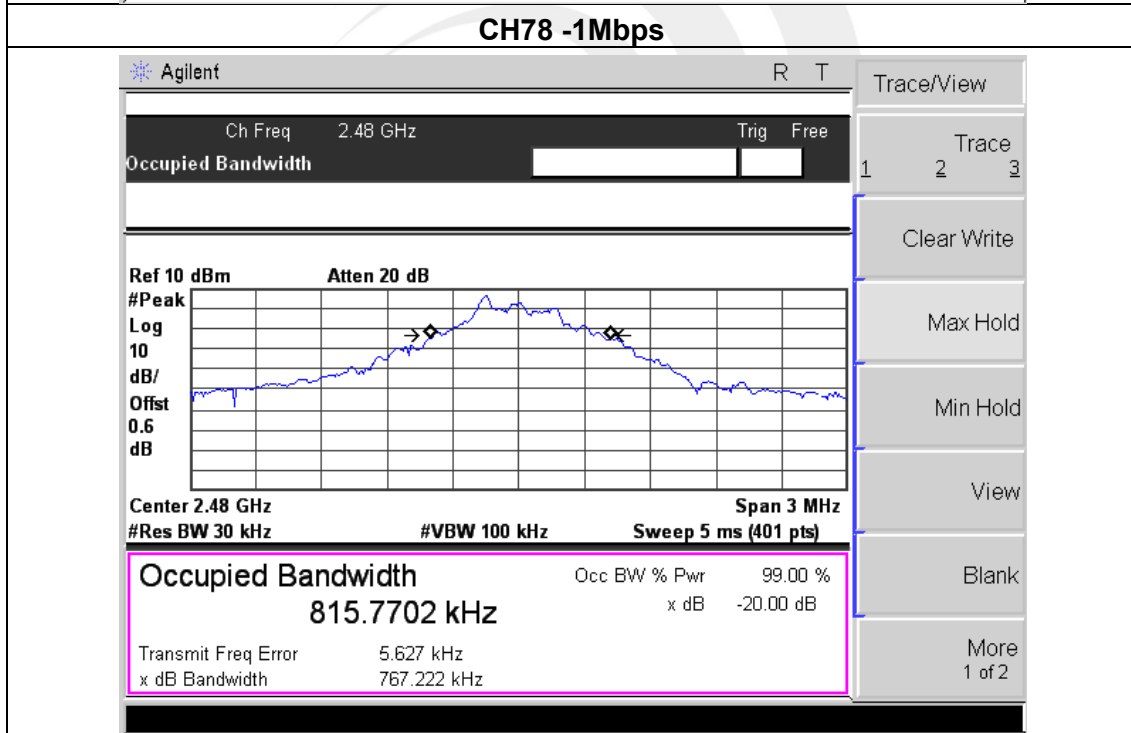 CH78 -1Mbps
Agilent R T
Trace/View
Ch Freq 2.48 GHz Trig Free
Occupied Bandwidth
Trace
1 2 3
Clear Write
Ref 10 dBm Atten 20 dB
#Peak
Log
10
dB/
Offst
0.6
dB
Max Hold
Min Hold
View
Center 2.48 GHz Span 3 MHz
#Res BW 30 kHz #VBW 100 kHz Sweep 5 ms (401 pts)
Occupied Bandwidth Occ BW % Pwr 99.00 %
815.7702 kHz x dB -20.00 dB
Transmit Freq Error 5.627 kHz
x dB Bandwidth 767.222 kHz
Blank
More
1 of 2